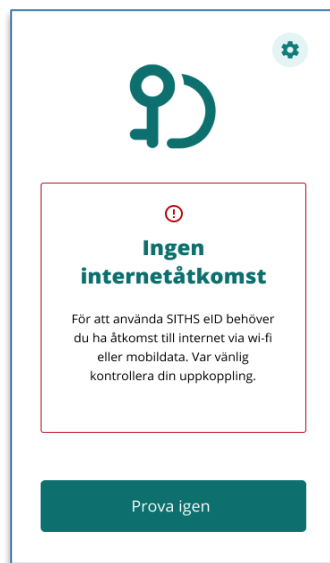 Ingen
internetåtkomst
För att använda SITHS eID behöver
du ha åtkomst till internet via wi-fi
eller mobildata. Var vänlig
kontrollera din uppkoppling.
Prova igen